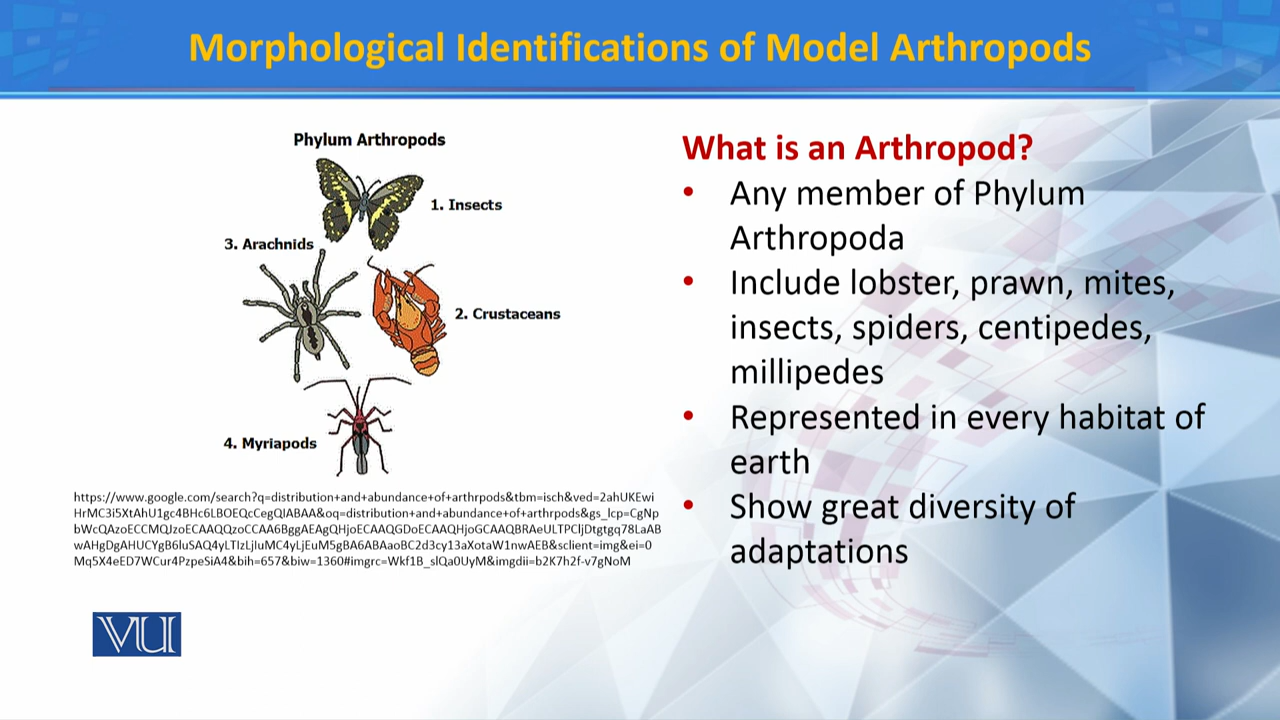 Morphological Identifications of Model Arthropods
Phylum Arthropods
1. Insects
3. Arachnids
2. Crustaceans
4. Myriapods
https://www.google.com/search?q=distribution+and+abundance+of+arthrpods&tbm=isch&ved=2ahUKEwi
HrMC3i5XtAhU1gc4BHc6LBOEQcCegQIABAA&oq=distribution+and+abundance+of+arthrpods&gs_lcp=CgNp
bWcQAzoECCMQJzoECAAQQzoCCAA6BggAEAgQHjoECAAQGDoECAAQHjoGCAAQBRAeULTPCljDtgtgq78LaAB
wAHgDgAHUCYgB6luSAQ4yLTIzLjIuMC4yLjEuM5gBA6ABAaoBC2d3cy13aXotaW1nwAEB&sclient=img&ei=0
Mq5X4eED7WCur4PzpeSiA4&bih=657&biw=1360#imgrc=Wkf1B_slQa0UyM&imgdii=b2K7h2f-v7gNoM
VU
What is an Arthropod?
• Any member of Phylum
Arthropoda
• Include lobster, prawn, mites,
insects, spiders, centipedes,
millipedes
• Represented in every habitat of
earth
• Show great diversity of
adaptations